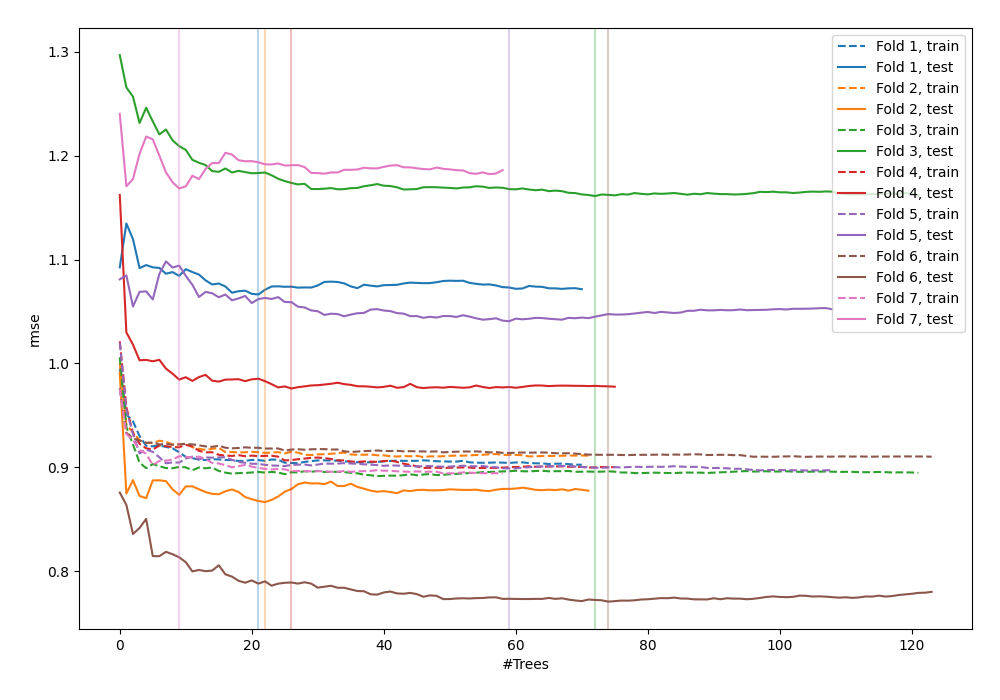 1.3
1.2
1.1
1.0
0.9
0.8
rmse
0
20
40
60
80
100
120
#Trees
Fold 1, train
Fold 1, test
Fold 2, train
Fold 2, test
Fold 3, train
Fold 3, test
Fold 4, train
Fold 4, test
Fold 5, train
Fold 5, test
Fold 6, train
Fold 6, test
Fold 7, train
Fold 7, test